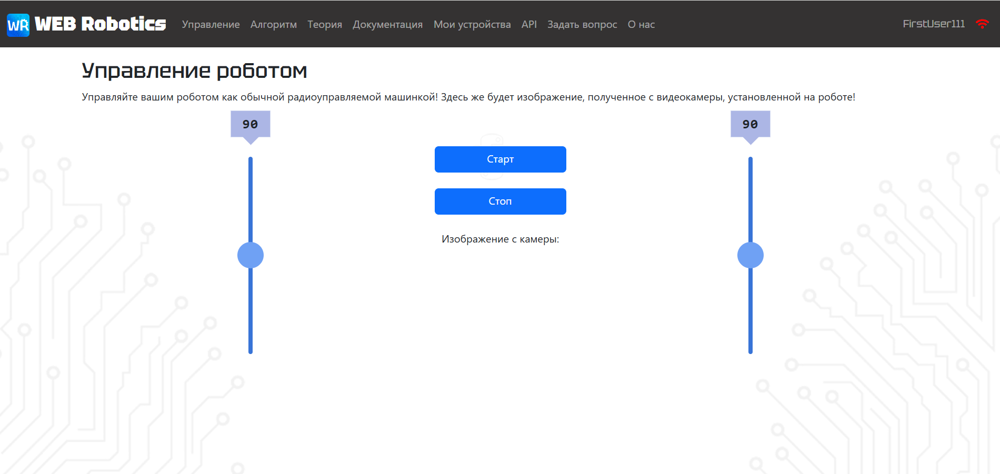 WR WEB Robotics Управление Алгоритм Теория Документация Мои устройства API Задать вопрос О нас FirstUser111
Управление роботом
Управляйте вашим роботом как обычной радиоуправляемой машинкой! Здесь же будет изображение, полученное с видеокамеры, установленной на роботе!
90 90
Старт
Стоп
Изображение с камеры: